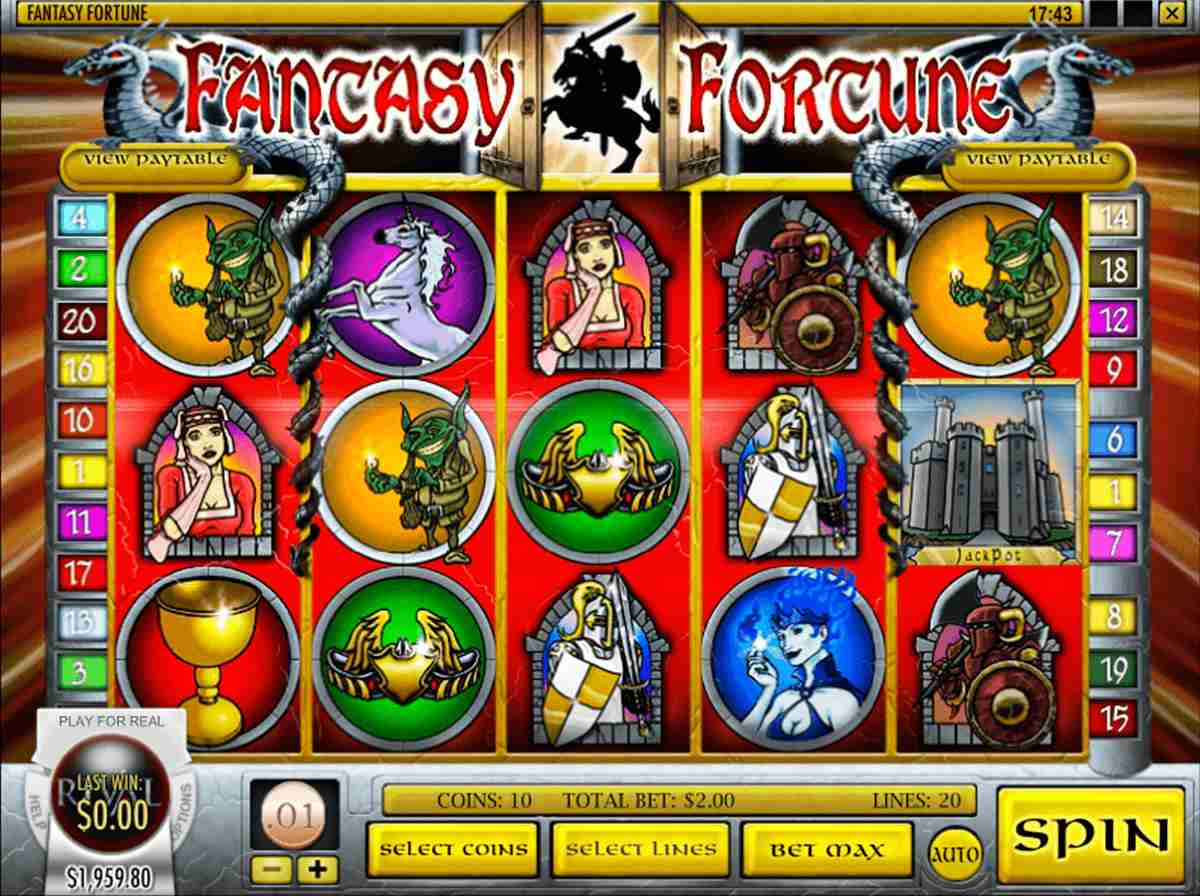 FANTASY FORTUNE
17:43
FANTASY FORTUNE
VIEW PAYTABLE
VIEW PAYTABLE
4
2
20
16
10
1
11
17
13
3
14
18
12
9
6
1
7
8
19
15
JACKPOT
PLAY FOR REAL
HELP
OPTIONS
RIVAL
LAST WIN:
$0.00
$1,959.80
.01
- +
COINS: 10 TOTAL BET: $2.00 LINES: 20
SELECT COINS
SELECT LINES
BET MAX
AUTO
SPIN